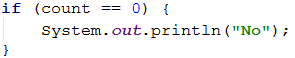 if (count == 0) {
    System.out.println("No");
}